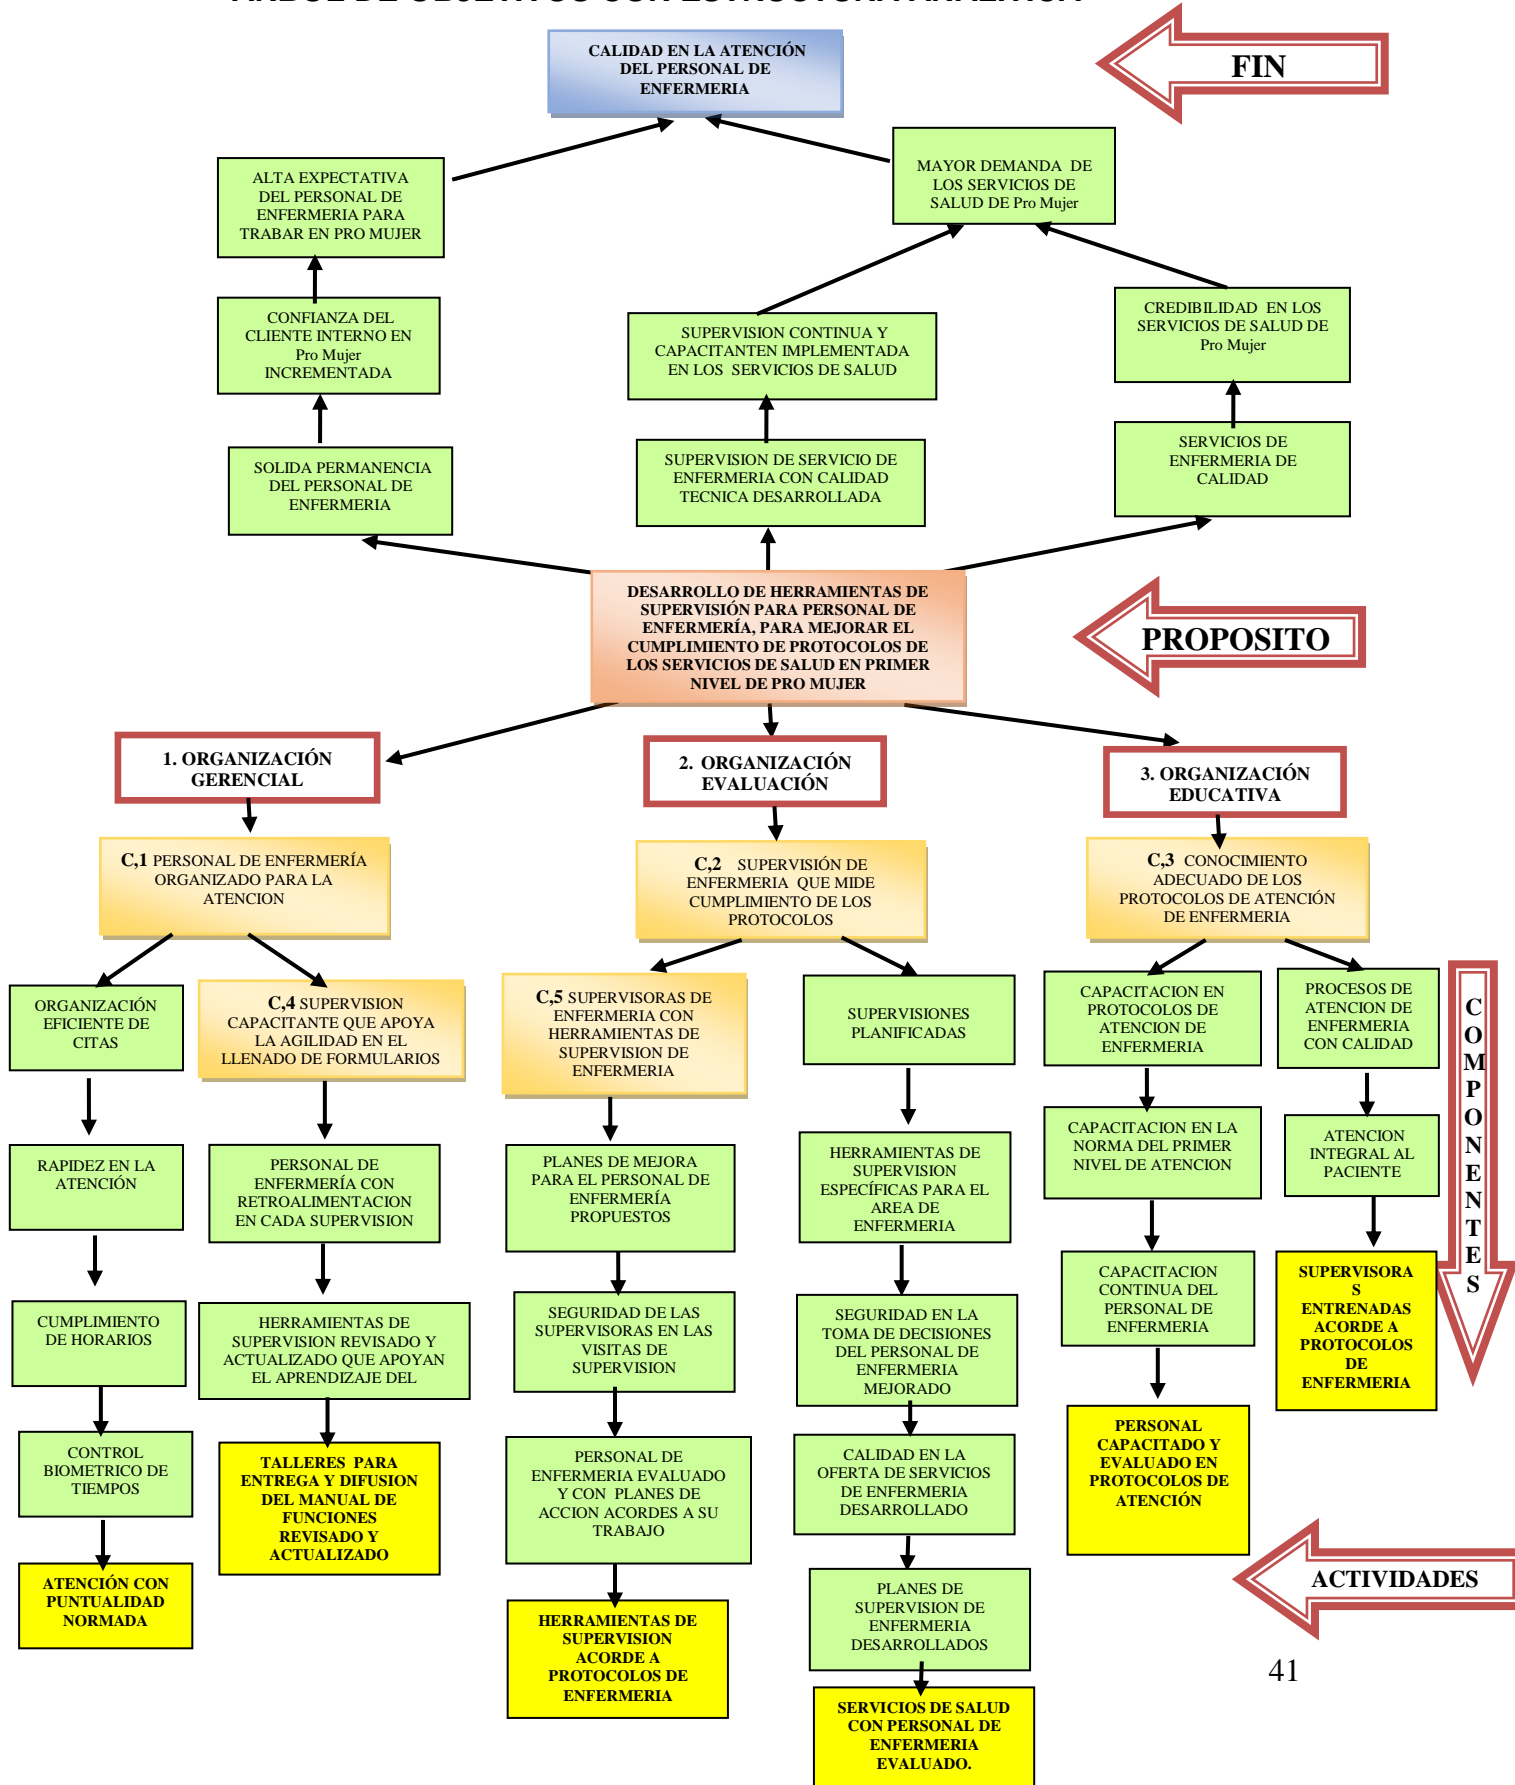 ÁRBOL DE OBJETIVOS CON ESTRUCTURA ANALÍTICA
CALIDAD EN LA ATENCIÓN
DEL PERSONAL DE
ENFERMERIA
FIN
ALTA EXPECTATIVA
DEL PERSONAL DE
ENFERMERIA PARA
TRABAR EN PRO MUJER
MAYOR DEMANDA DE
LOS SERVICIOS DE
SALUD DE Pro Mujer
CONFIANZA DEL
CLIENTE INTERNO EN
Pro Mujer
INCREMENTADA
SUPERVISION CONTINUA Y
CAPACITANTEN IMPLEMENTADA
EN LOS SERVICIOS DE SALUD
CREDIBILIDAD EN LOS
SERVICIOS DE SALUD DE
Pro Mujer
SOLIDA PERMANENCIA
DEL PERSONAL DE
ENFERMERIA
SUPERVISION DE SERVICIO DE
ENFERMERIA CON CALIDAD
TECNICA DESARROLLADA
SERVICIOS DE
ENFERMERIA DE
CALIDAD
DESARROLLO DE HERRAMIENTAS DE
SUPERVISIÓN PARA PERSONAL DE
ENFERMERÍA, PARA MEJORAR EL
CUMPLIMIENTO DE PROTOCOLOS DE
LOS SERVICIOS DE SALUD EN PRIMER
NIVEL DE PRO MUJER
PROPOSITO
1. ORGANIZACIÓN
GERENCIAL
2. ORGANIZACIÓN
EVALUACIÓN
3. ORGANIZACIÓN
EDUCATIVA
C,1 PERSONAL DE ENFERMERÍA
ORGANIZADO PARA LA
ATENCION
C,2 SUPERVISIÓN DE
ENFERMERIA QUE MIDE
CUMPLIMIENTO DE LOS
PROTOCOLOS
C,3 CONOCIMIENTO
ADECUADO DE LOS
PROTOCOLOS DE ATENCIÓN
DE ENFERMERIA
ORGANIZACIÓN
EFICIENTE DE
CITAS
C,4 SUPERVISION
CAPACITANTE QUE APOYA
LA AGILIDAD EN EL
LLENADO DE FORMULARIOS
C,5 SUPERVISORAS DE
ENFERMERIA CON
HERRAMIENTAS DE
SUPERVISION DE
ENFERMERIA
SUPERVISIONES
PLANIFICADAS
CAPACITACION EN
PROTOCOLOS DE
ATENCION DE
ENFERMERIA
PROCESOS DE
ATENCION DE
ENFERMERIA
CON CALIDAD
C
O
M
P
O
N
E
N
T
E
S
RAPIDEZ EN LA
ATENCIÓN
PERSONAL DE
ENFERMERÍA CON
RETROALIMENTACION
EN CADA SUPERVISION
PLANES DE MEJORA
PARA EL PERSONAL DE
ENFERMERÍA
PROPUESTOS
HERRAMIENTAS DE
SUPERVISION
ESPECÍFICAS PARA EL
AREA DE
ENFERMERIA
CAPACITACION EN LA
NORMA DEL PRIMER
NIVEL DE ATENCION
ATENCION
INTEGRAL AL
PACIENTE
CUMPLIMIENTO
DE HORARIOS
HERRAMIENTAS DE
SUPERVISION REVISADO Y
ACTUALIZADO QUE APOYAN
EL APRENDIZAJE DEL
SEGURIDAD DE LAS
SUPERVISORAS EN LAS
VISITAS DE
SUPERVISION
SEGURIDAD EN LA
TOMA DE DECISIONES
DEL PERSONAL DE
ENFERMERIA
MEJORADO
CAPACITACION
CONTINUA DEL
PERSONAL DE
ENFERMERIA
SUPERVISORA
S
ENTRENADAS
ACORDE A
PROTOCOLOS
DE
ENFERMERIA
CONTROL
BIOMETRICO DE
TIEMPOS
TALLERES PARA
ENTREGA Y DIFUSION
DEL MANUAL DE
FUNCIONES
REVISADO Y
ACTUALIZADO
PERSONAL DE
ENFERMERIA EVALUADO
Y CON PLANES DE
ACCION ACORDES A SU
TRABAJO
CALIDAD EN LA
OFERTA DE SERVICIOS
DE ENFERMERIA
DESARROLLADO
PERSONAL
CAPACITADO Y
EVALUADO EN
PROTOCOLOS DE
ATENCIÓN
ATENCIÓN CON
PUNTUALIDAD
NORMADA
HERRAMIENTAS DE
SUPERVISION
ACORDE A
PROTOCOLOS DE
ENFERMERIA
PLANES DE
SUPERVISION DE
ENFERMERIA
DESARROLLADOS
ACTIVIDADES
SERVICIOS DE SALUD
CON PERSONAL DE
ENFERMERIA
EVALUADO.
41